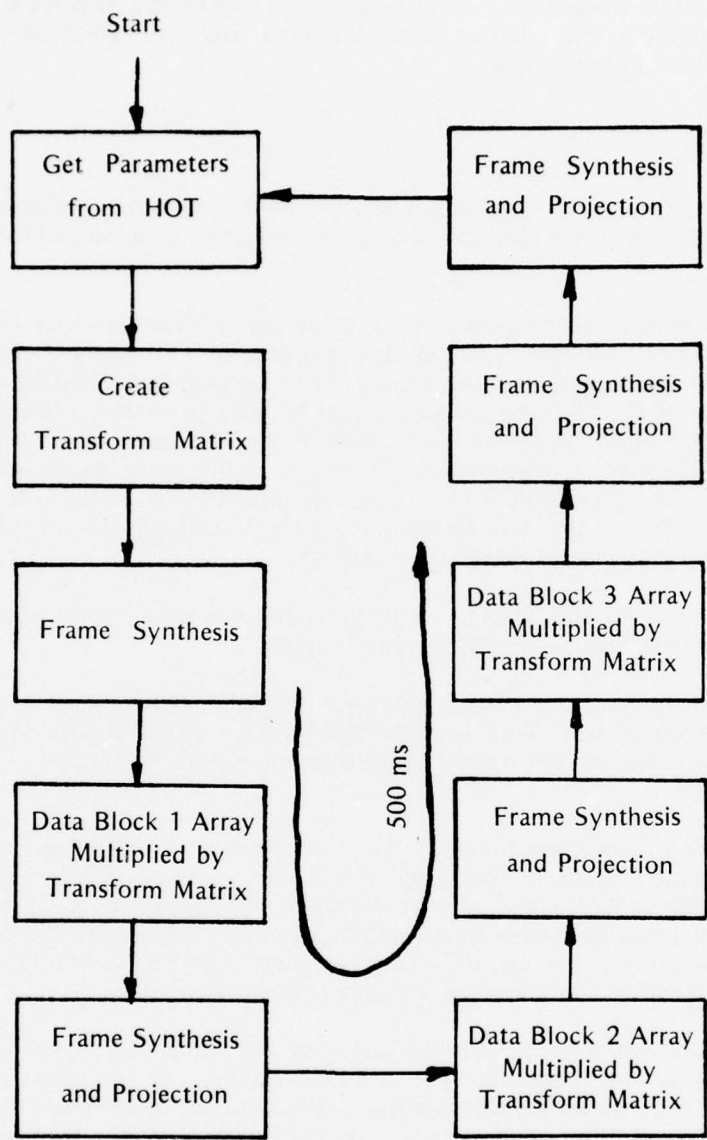 Start
Get Parameters
from HOT
Create
Transform Matrix
Frame Synthesis
Data Block 1 Array
Multiplied by
Transform Matrix
Frame Synthesis
and Projection
Data Block 2 Array
Multiplied by
Transform Matrix
Frame Synthesis
and Projection
Data Block 3 Array
Multiplied by
Transform Matrix
Frame Synthesis
and Projection
Frame Synthesis
and Projection
500 ms